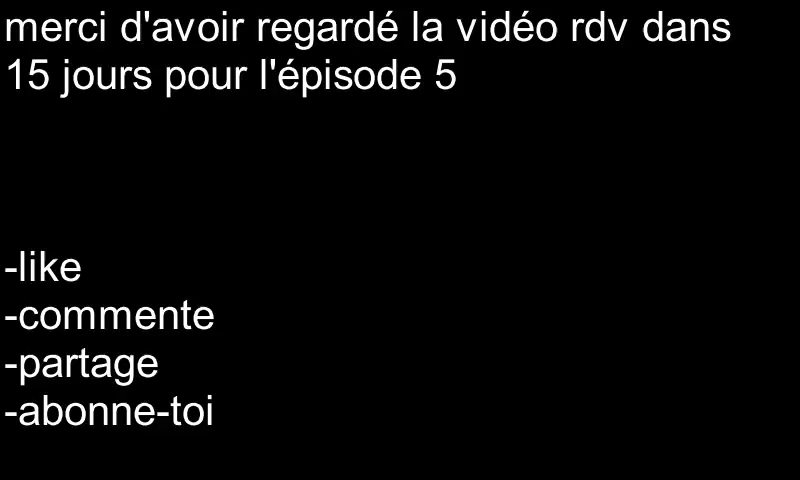 merci d'avoir regardé la vidéo rdv dans
15 jours pour l'épisode 5
-like
-commente
-partage
-abonne-toi